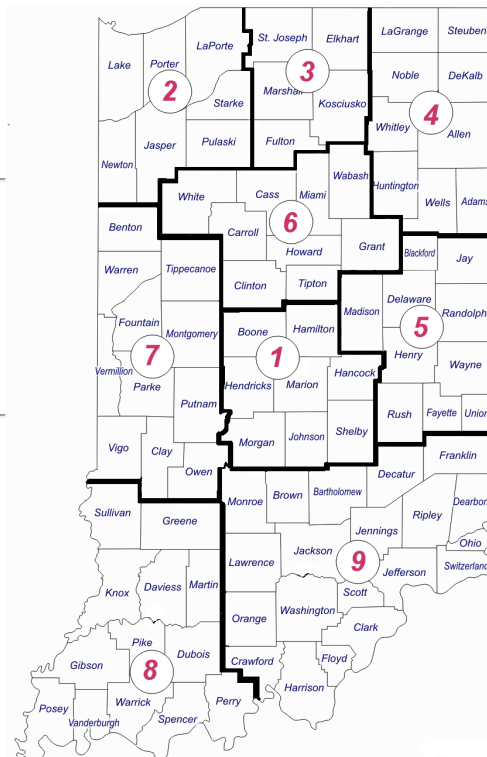 St. Joseph
Elkhart
LaGrange
Steuben
LaPorte
Lake
Porter
3
2
Noble
DeKalb
Marshall
Starke
Kosciusko
4
Whitley
Allen
Jasper
Pulaski
Fulton
Newton
White
Cass
Miami
Wabash
Huntington
Wells
Adams
6
Benton
Carroll
Howard
Grant
Blackford
Jay
Warren
Tippecanoe
Clinton
Tipton
Madison
Delaware
Randolph
Fountain
Montgomery
Boone
Hamilton
5
7
1
Henry
Wayne
Vermillion
Parke
Hendricks
Marion
Hancock
Putnam
Rush
Fayette
Union
Vigo
Clay
Morgan
Johnson
Shelby
Owen
Franklin
Decatur
Monroe
Brown
Bartholomew
Sullivan
Greene
Ripley
Dearbor
Jennings
Jackson
Ohio
9
Lawrence
Jefferson
Switzerland
Knox
Daviess
Martin
Scott
Washington
Orange
Clark
Pike
Dubois
Gibson
8
Crawford
Floyd
Harrison
Posey
Warrick
Perry
Vanderburgh
Spencer